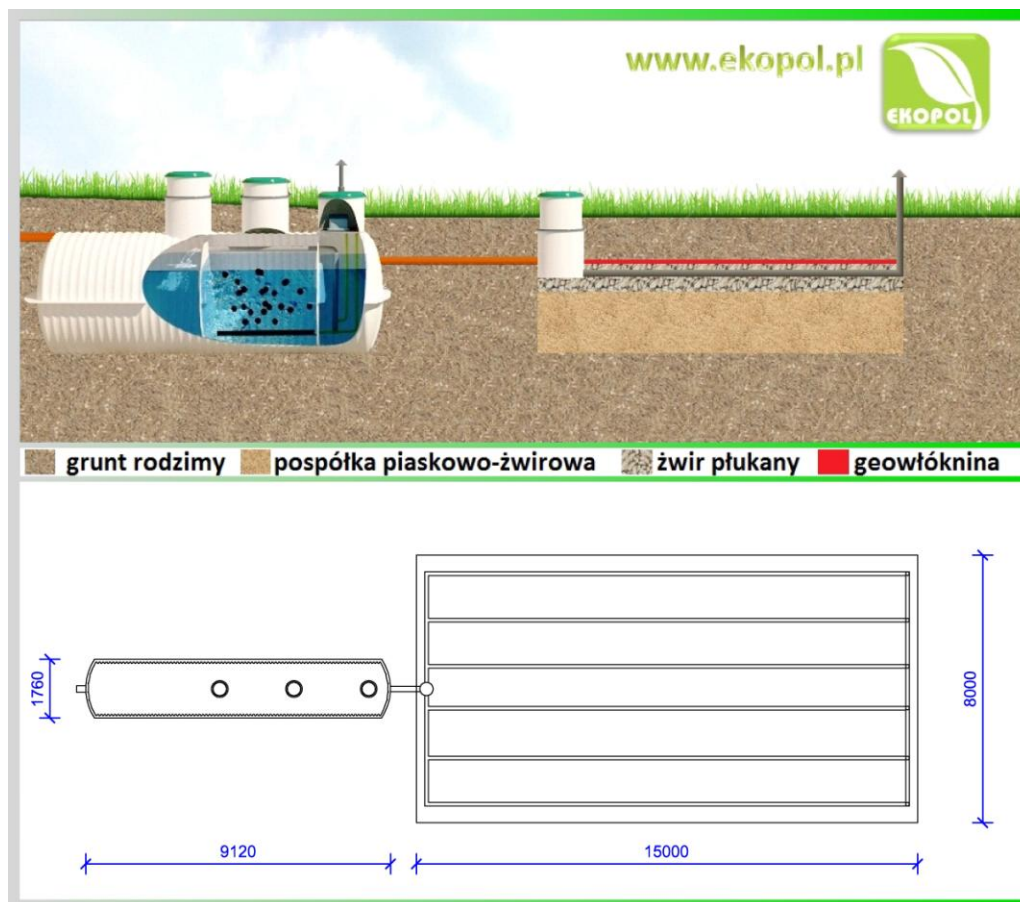 www.ekopol.pl
EKOPOL
grunt rodzimy pospółka piaskowo-żwirowa żwir płukany geowłóknina
1760
8000
9120
15000